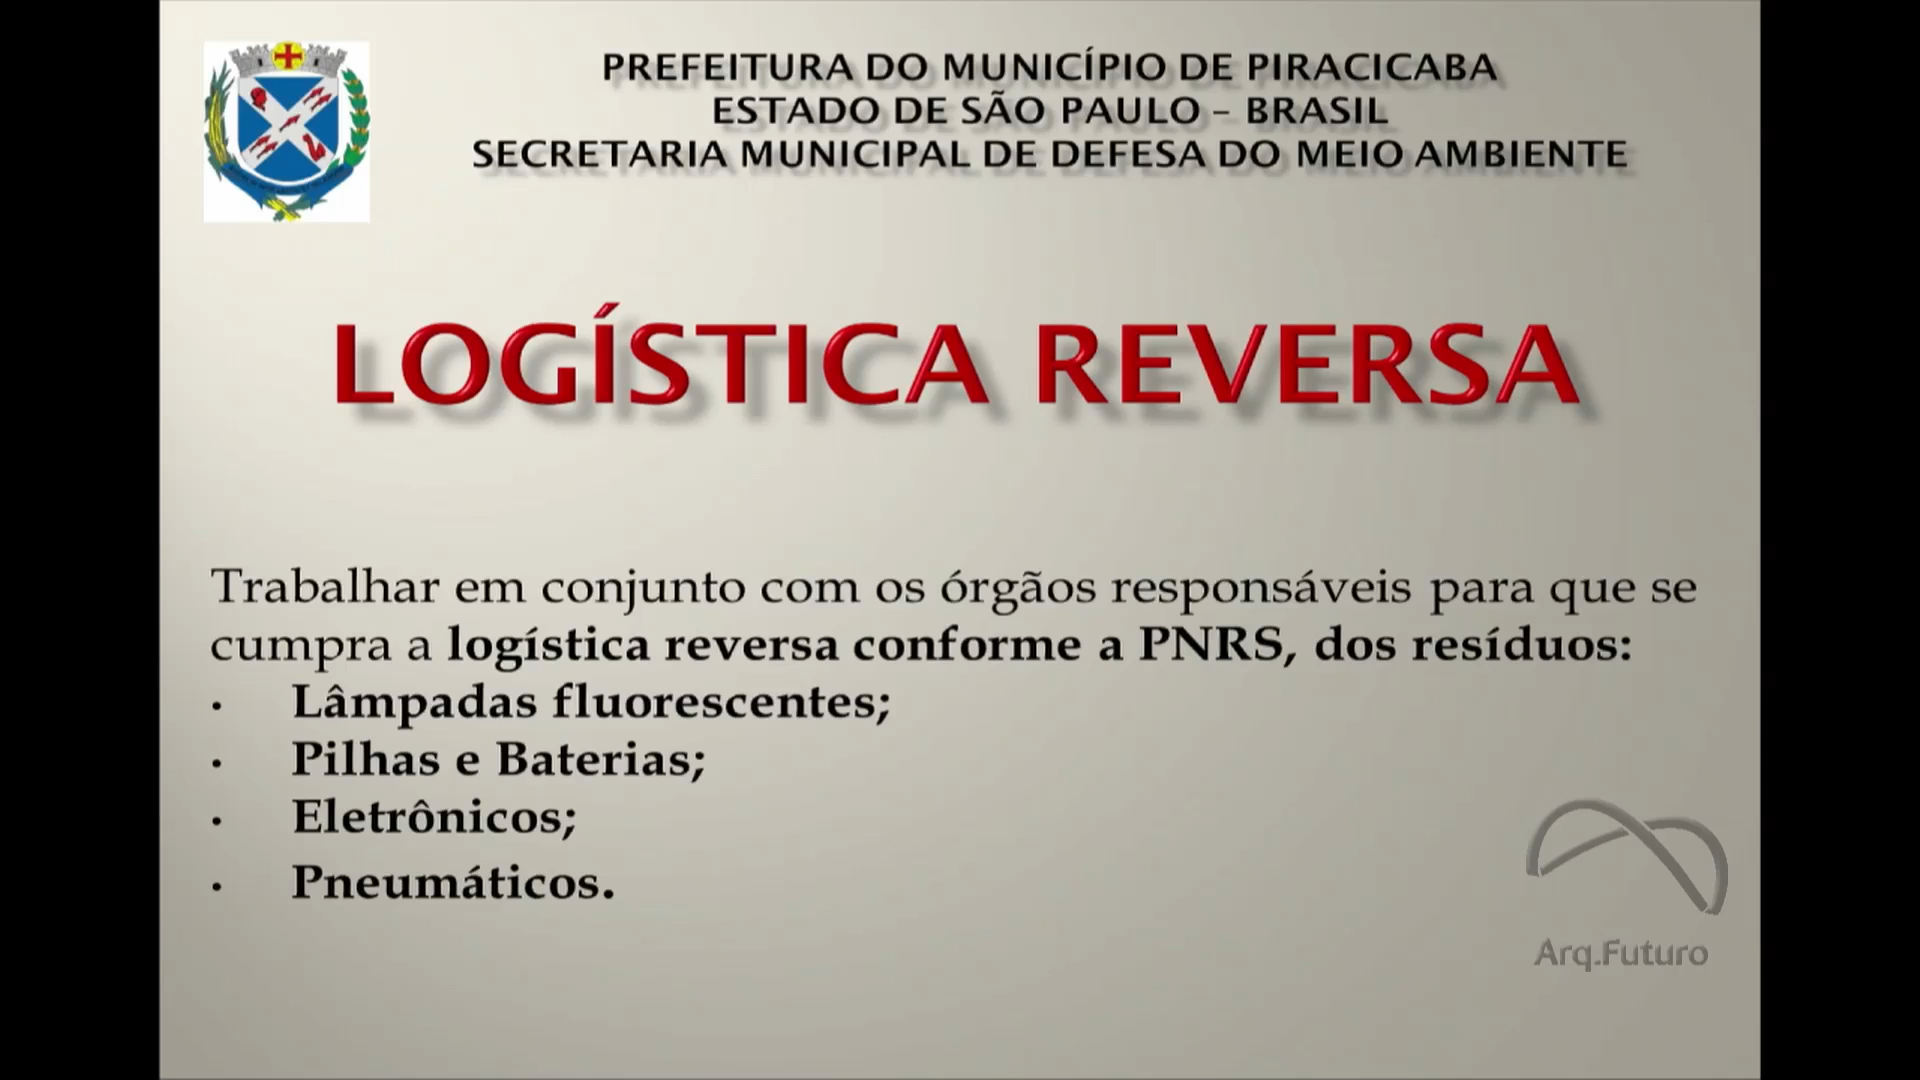 PREFEITURA DO MUNICÍPIO DE PIRACICABA
ESTADO DE SÃO PAULO – BRASIL
SECRETARIA MUNICIPAL DE DEFESA DO MEIO AMBIENTE
LOGÍSTICA REVERSA
Trabalhar em conjunto com os órgãos responsáveis para que se
cumpra a logística reversa conforme a PNRS, dos resíduos:
• Lâmpadas fluorescentes;
• Pilhas e Baterias;
• Eletrônicos;
• Pneumáticos.
Arq.Futuro